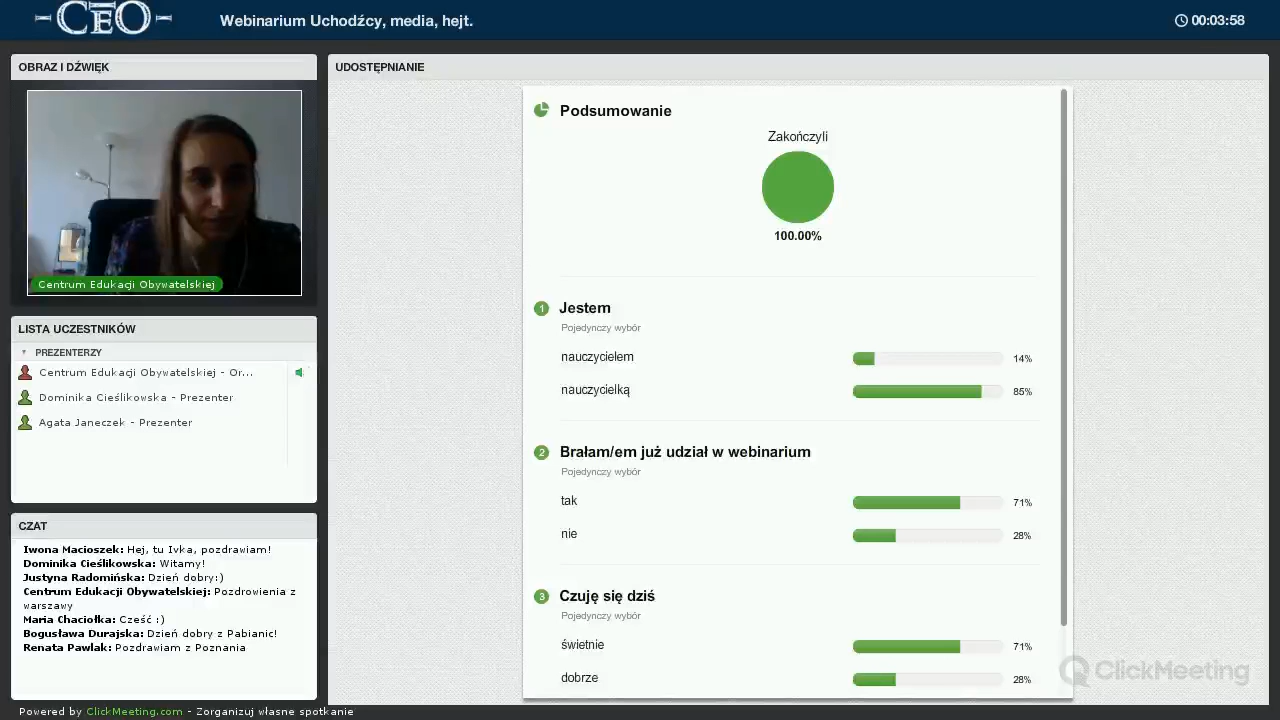 CEO
Webinarium Uchodźcy, media, hejt.
00:03:58
OBRAZ I DŹWIĘK
Centrum Edukacji Obywatelskiej
LISTA UCZESTNIKÓW
PREZENTERZY
Centrum Edukacji Obywatelskiej - Or...
Dominika Cieślikowska - Prezenter
Agata Janeczek - Prezenter
CZAT
Iwona Macioszek: Hej, tu Ivka, pozdrawiam!
Dominika Cieślikowska: Witamy!
Justyna Radomińska: Dzień dobry:)
Centrum Edukacji Obywatelskiej: Pozdrowienia z
warszawy
Maria Chaciołka: Cześć :)
Bogusława Durajska: Dzień dobry z Pabianic!
Renata Pawlak: Pozdrawiam z Poznania
UDOSTĘPNIANIE
Podsumowanie
Zakończyli
100.00%
1 Jestem
Pojedynczy wybór
nauczycielem 14%
nauczycielką 85%
2 Brałam/em już udział w webinarium
Pojedynczy wybór
tak 71%
nie 28%
3 Czuję się dziś
Pojedynczy wybór
świetnie 71%
dobrze 28%
ClickMeeting
Powered by ClickMeeting.com - Zorganizuj własne spotkanie